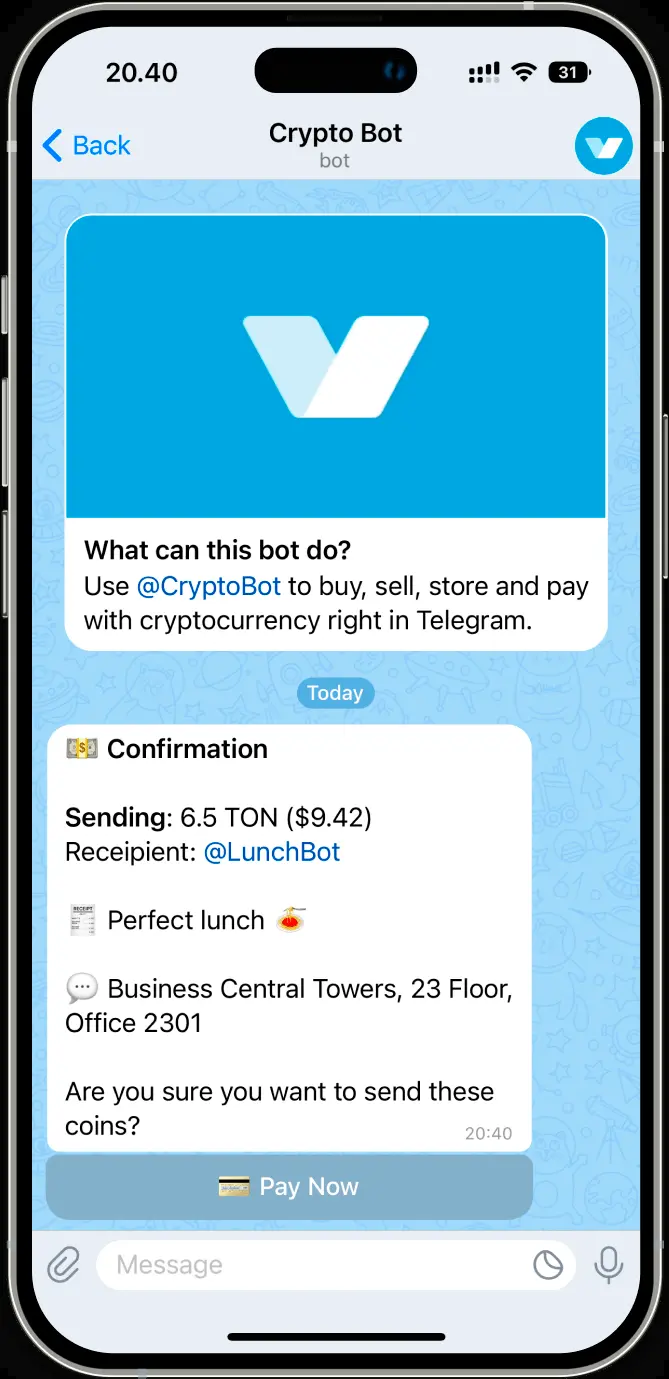 20.40
31
Back
Crypto Bot
bot
What can this bot do?
Use @CryptoBot to buy, sell, store and pay
with cryptocurrency right in Telegram.
Today
💵 Confirmation
Sending: 6.5 TON ($9.42)
Receipient: @LunchBot
🧾 Perfect lunch 🍝
💬 Business Central Towers, 23 Floor,
Office 2301
Are you sure you want to send these
coins?
20:40
💳 Pay Now
Message